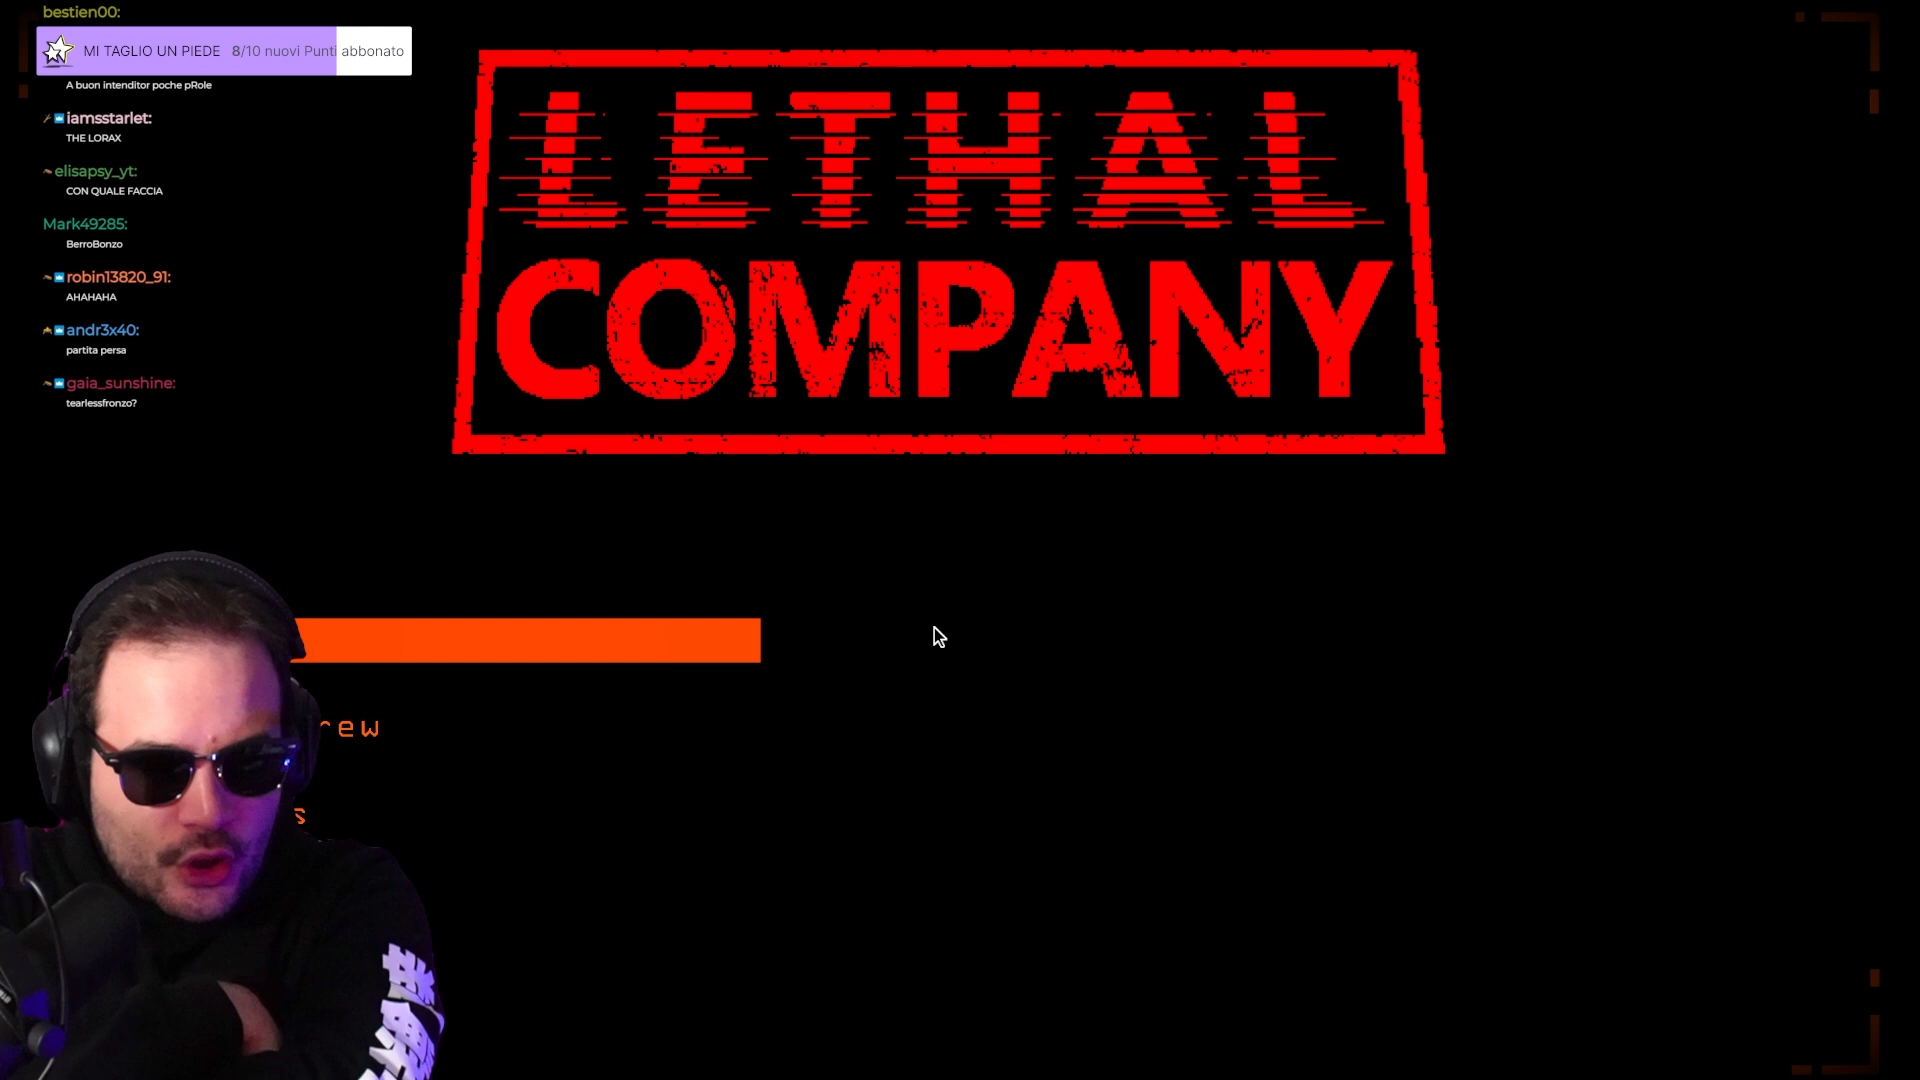 bestien00:
MI TAGLIO UN PIEDE 8/10 nuovi Punti abbonato
A buon intenditor poche pRole
iamsstarlet:
THE LORAX
elisapsy_yt:
CON QUALE FACCIA
Mark49285:
BerroBonzo
robin13820_91:
AHAHAHA
andr3x40:
partita persa
gaia_sunshine:
tearlessfronzo?
LETHAL
COMPANY
rew
s